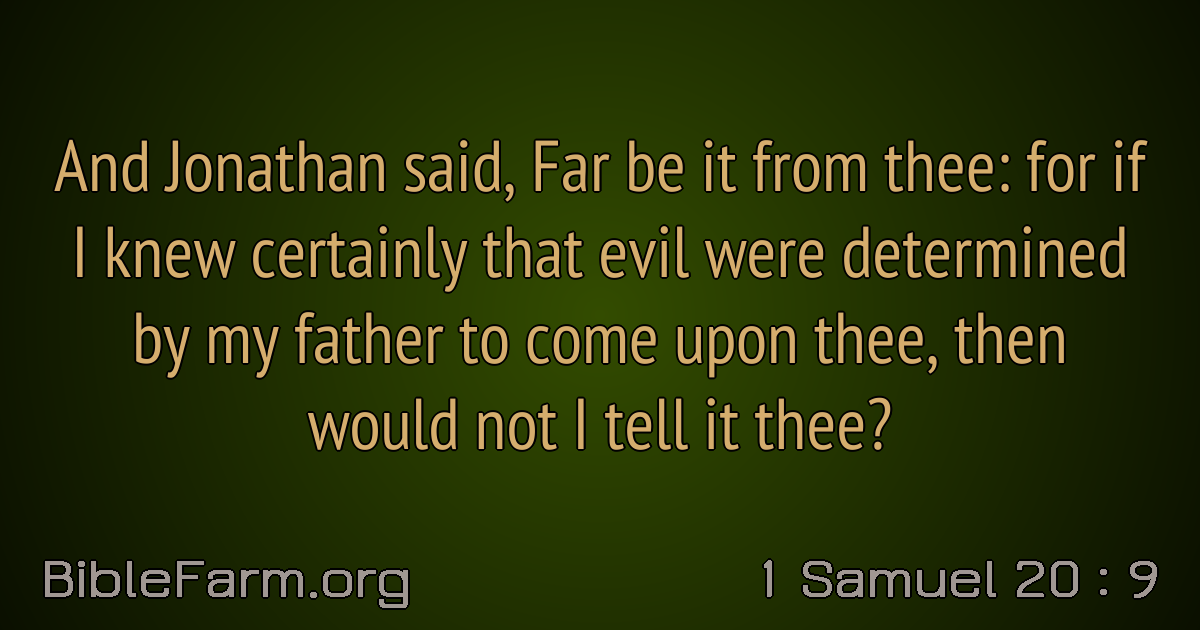 And Jonathan said, Far be it from thee: for if
I knew certainly that evil were determined
by my father to come upon thee, then
would not I tell it thee?
BibleFarm.org
1 Samuel 20 : 9